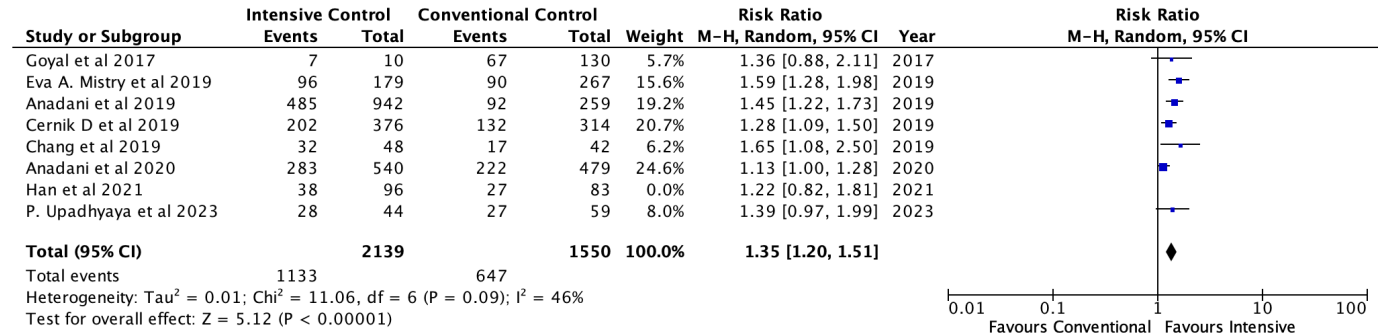 Intensive Control Conventional Control Risk Ratio Risk Ratio
Study or Subgroup Events Total Events Total Weight M-H, Random, 95% CI Year M-H, Random, 95% CI
Goyal et al 2017 7 10 67 130 5.7% 1.36 [0.88, 2.11] 2017
Eva A. Mistry et al 2019 96 179 90 267 15.6% 1.59 [1.28, 1.98] 2019
Anadani et al 2019 485 942 92 259 19.2% 1.45 [1.22, 1.73] 2019
Cernik D et al 2019 202 376 132 314 20.7% 1.28 [1.09, 1.50] 2019
Chang et al 2019 32 48 17 42 6.2% 1.65 [1.08, 2.50] 2019
Anadani et al 2020 283 540 222 479 24.6% 1.13 [1.00, 1.28] 2020
Han et al 2021 38 96 27 83 0.0% 1.22 [0.82, 1.81] 2021
P. Upadhyaya et al 2023 28 44 27 59 8.0% 1.39 [0.97, 1.99] 2023
Total (95% CI) 2139 1550 100.0% 1.35 [1.20, 1.51]
Total events 1133 647
Heterogeneity: Tau² = 0.01; Chi² = 11.06, df = 6 (P = 0.09); I² = 46%
Test for overall effect: Z = 5.12 (P < 0.00001)
0.01 0.1 1 10 100
Favours Conventional Favours Intensive